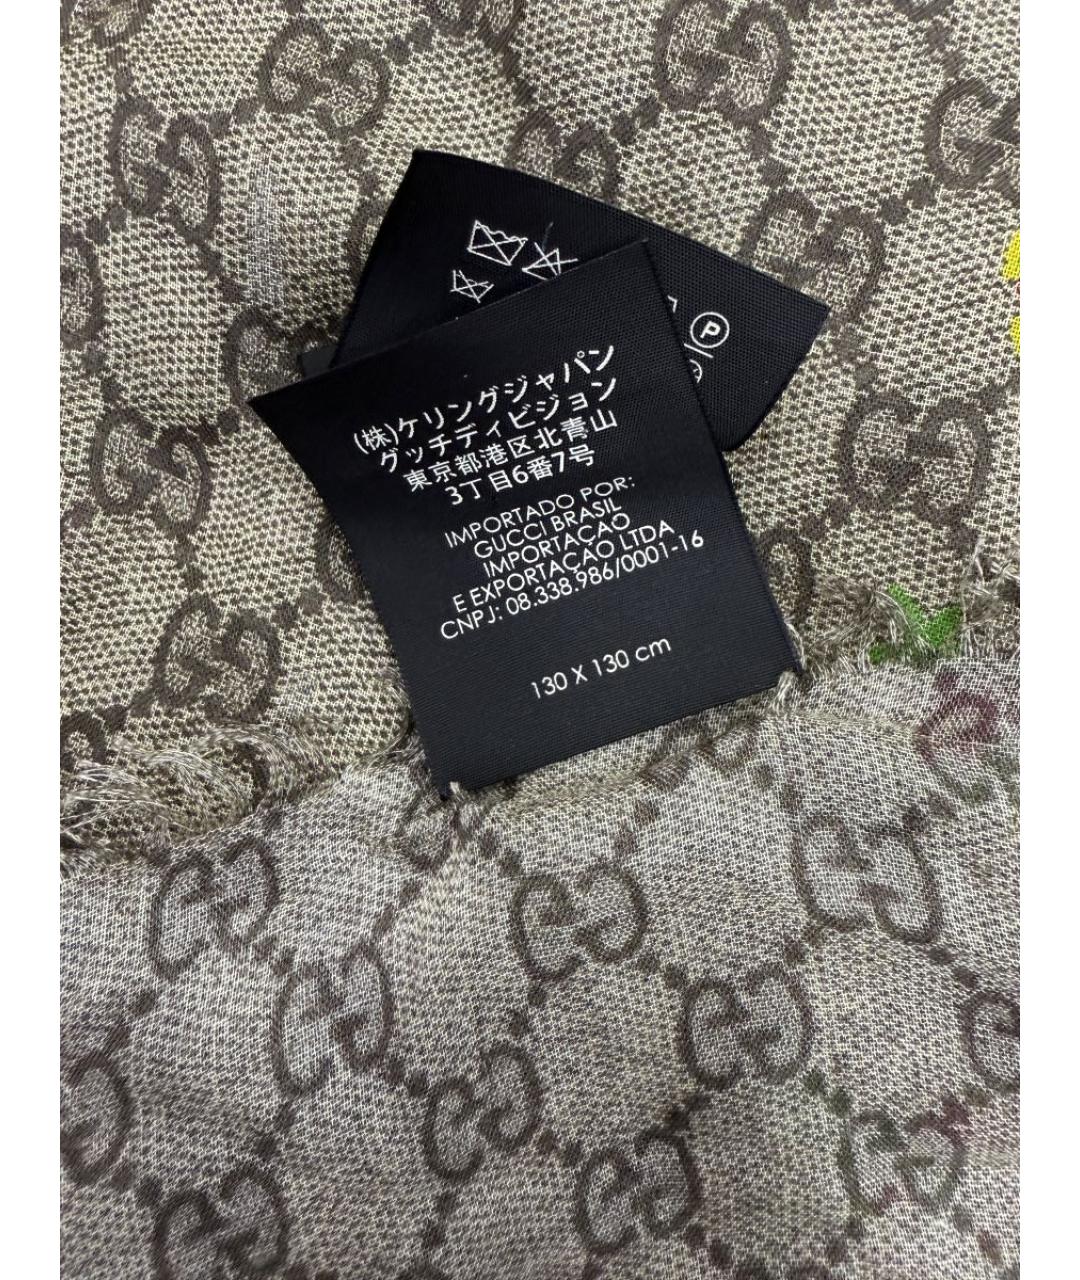 (株)ケリングジャパン
グッチディビジョン
東京都港区北青山
3丁目6番7号
IMPORTADO POR:
GUCCI BRASIL
IMPORTAÇAO
E EXPORTAÇAO LTDA
CNPJ: 08.338.986/0001-16
130 X 130 cm
P